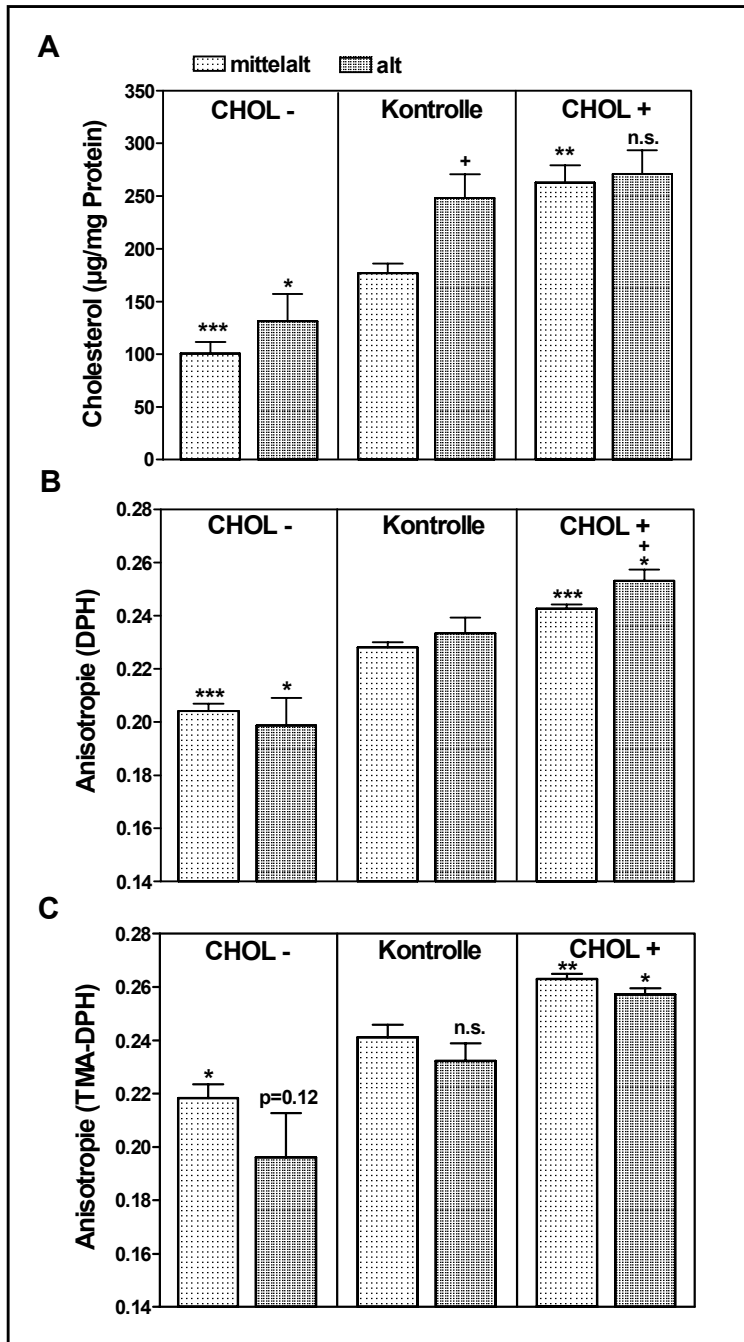 A
mittelalt alt
CHOL - Kontrolle CHOL +
Cholesterol (µg/mg Protein)
350
300
250
200
150
100
50
0
*** * + ** n.s.
B
CHOL - Kontrolle CHOL +
Anisotropie (DPH)
0.28
0.26
0.24
0.22
0.20
0.18
0.16
0.14
*** * *** + *
C
CHOL - Kontrolle CHOL +
Anisotropie (TMA-DPH)
0.28
0.26
0.24
0.22
0.20
0.18
0.16
0.14
* p=0.12 n.s. ** *